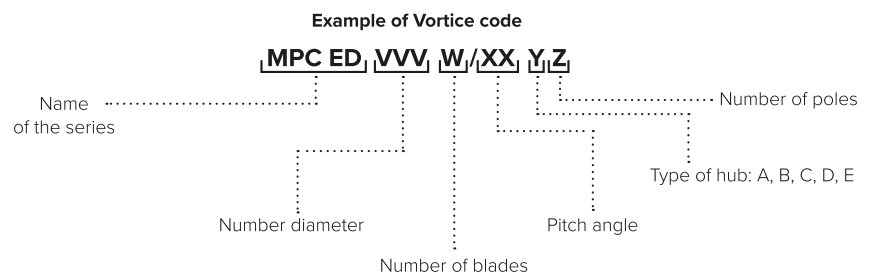 Example of Vortice code
MPC ED VVV W/XX Y Z
Name
of the series
Number of poles
Type of hub: A, B, C, D, E
Number diameter
Pitch angle
Number of blades